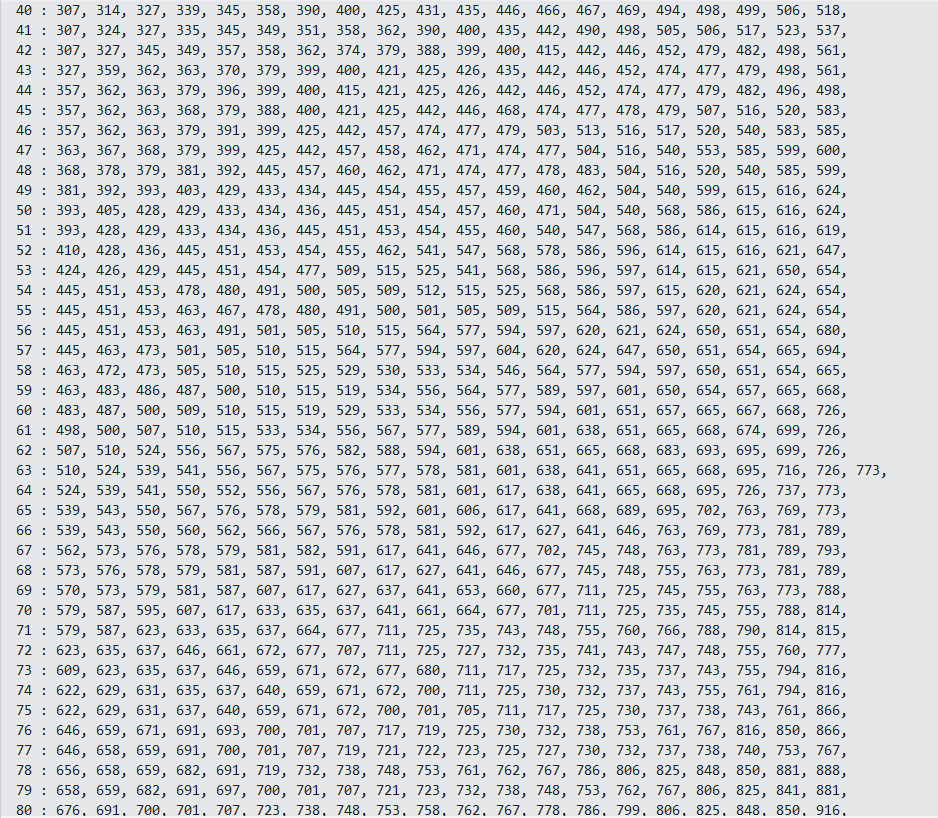 40 : 307, 314, 327, 339, 345, 358, 390, 400, 425, 431, 435, 446, 466, 467, 469, 494, 498, 499, 506, 518,
41 : 307, 324, 327, 335, 345, 349, 351, 358, 362, 390, 400, 435, 442, 490, 498, 505, 506, 517, 523, 537,
42 : 307, 327, 345, 349, 357, 358, 362, 374, 379, 388, 399, 400, 415, 442, 446, 452, 479, 482, 498, 561,
43 : 327, 359, 362, 363, 370, 379, 399, 400, 421, 425, 426, 435, 442, 446, 452, 474, 477, 479, 498, 561,
44 : 357, 362, 363, 379, 396, 399, 400, 415, 421, 425, 426, 442, 446, 452, 474, 477, 479, 482, 496, 498,
45 : 357, 362, 363, 368, 379, 388, 400, 421, 425, 442, 446, 468, 474, 477, 478, 479, 507, 516, 520, 583,
46 : 357, 362, 363, 379, 391, 399, 425, 442, 457, 474, 477, 479, 503, 513, 516, 517, 520, 540, 583, 585,
47 : 363, 367, 368, 379, 399, 425, 442, 457, 458, 462, 471, 474, 477, 504, 516, 540, 553, 585, 599, 600,
48 : 368, 378, 379, 381, 392, 445, 457, 460, 462, 471, 474, 477, 478, 483, 504, 516, 520, 540, 585, 599,
49 : 381, 392, 393, 403, 429, 433, 434, 445, 454, 455, 457, 459, 460, 462, 504, 540, 599, 615, 616, 624,
50 : 393, 405, 428, 429, 433, 434, 436, 445, 451, 454, 457, 460, 471, 504, 540, 568, 586, 615, 616, 624,
51 : 393, 428, 429, 433, 434, 436, 445, 451, 453, 454, 455, 460, 540, 547, 568, 586, 614, 615, 616, 619,
52 : 410, 428, 436, 445, 451, 453, 454, 455, 462, 541, 547, 568, 578, 586, 596, 614, 615, 616, 621, 647,
53 : 424, 426, 429, 445, 451, 454, 477, 509, 515, 525, 541, 568, 586, 596, 597, 614, 615, 621, 650, 654,
54 : 445, 451, 453, 478, 480, 491, 500, 505, 509, 512, 515, 525, 568, 586, 597, 615, 620, 621, 624, 654,
55 : 445, 451, 453, 463, 467, 478, 480, 491, 500, 501, 505, 509, 515, 564, 586, 597, 620, 621, 624, 654,
56 : 445, 451, 453, 463, 491, 501, 505, 510, 515, 564, 577, 594, 597, 620, 621, 624, 650, 651, 654, 680,
57 : 445, 463, 473, 501, 505, 510, 515, 564, 577, 594, 597, 604, 620, 624, 647, 650, 651, 654, 665, 694,
58 : 463, 472, 473, 505, 510, 515, 525, 529, 530, 533, 534, 546, 564, 577, 594, 597, 650, 651, 654, 665,
59 : 463, 483, 486, 487, 500, 510, 515, 519, 534, 556, 564, 577, 589, 597, 601, 650, 654, 657, 665, 668,
60 : 483, 487, 500, 509, 510, 515, 519, 529, 533, 534, 556, 577, 594, 601, 651, 657, 665, 667, 668, 726,
61 : 498, 500, 507, 510, 515, 533, 534, 556, 567, 577, 589, 594, 601, 638, 651, 665, 668, 674, 699, 726,
62 : 507, 510, 524, 556, 567, 575, 576, 582, 588, 594, 601, 638, 651, 665, 668, 683, 693, 695, 699, 726,
63 : 510, 524, 539, 541, 556, 567, 575, 576, 577, 578, 581, 601, 638, 641, 651, 665, 668, 695, 716, 726, 773,
64 : 524, 539, 541, 550, 552, 556, 567, 576, 578, 581, 601, 617, 638, 641, 665, 668, 695, 726, 737, 773,
65 : 539, 543, 550, 567, 576, 578, 579, 581, 592, 601, 606, 617, 641, 668, 689, 695, 702, 763, 769, 773,
66 : 539, 543, 550, 560, 562, 566, 567, 576, 578, 581, 592, 617, 627, 641, 646, 763, 769, 773, 781, 789,
67 : 562, 573, 576, 578, 579, 581, 582, 591, 617, 641, 646, 677, 702, 745, 748, 763, 773, 781, 789, 793,
68 : 573, 576, 578, 579, 581, 587, 591, 607, 617, 627, 641, 646, 677, 745, 748, 755, 763, 773, 781, 789,
69 : 570, 573, 579, 581, 587, 607, 617, 627, 637, 641, 653, 660, 677, 711, 725, 745, 755, 763, 773, 788,
70 : 579, 587, 595, 607, 617, 633, 635, 637, 641, 661, 664, 677, 701, 711, 725, 735, 745, 755, 788, 814,
71 : 579, 587, 623, 633, 635, 637, 664, 677, 711, 725, 735, 743, 748, 755, 760, 766, 788, 790, 814, 815,
72 : 623, 635, 637, 646, 661, 672, 677, 707, 711, 725, 727, 732, 735, 741, 743, 747, 748, 755, 760, 777,
73 : 609, 623, 635, 637, 646, 659, 671, 672, 677, 680, 711, 717, 725, 732, 735, 737, 743, 755, 794, 816,
74 : 622, 629, 631, 635, 637, 640, 659, 671, 672, 700, 711, 725, 730, 732, 737, 743, 755, 761, 794, 816,
75 : 622, 629, 631, 637, 640, 659, 671, 672, 700, 701, 705, 711, 717, 725, 730, 737, 738, 743, 761, 866,
76 : 646, 659, 671, 691, 693, 700, 701, 707, 717, 719, 725, 730, 732, 738, 753, 761, 767, 816, 850, 866,
77 : 646, 658, 659, 691, 700, 701, 707, 719, 721, 722, 723, 725, 727, 730, 732, 737, 738, 740, 753, 767,
78 : 656, 658, 659, 682, 691, 719, 732, 738, 748, 753, 761, 762, 767, 786, 806, 825, 848, 850, 881, 888,
79 : 658, 659, 682, 691, 697, 700, 701, 707, 721, 723, 732, 738, 748, 753, 762, 767, 806, 825, 841, 881,
80 : 676, 691, 700, 701, 707, 723, 738, 748, 753, 758, 762, 767, 778, 786, 799, 806, 825, 848, 850, 916,